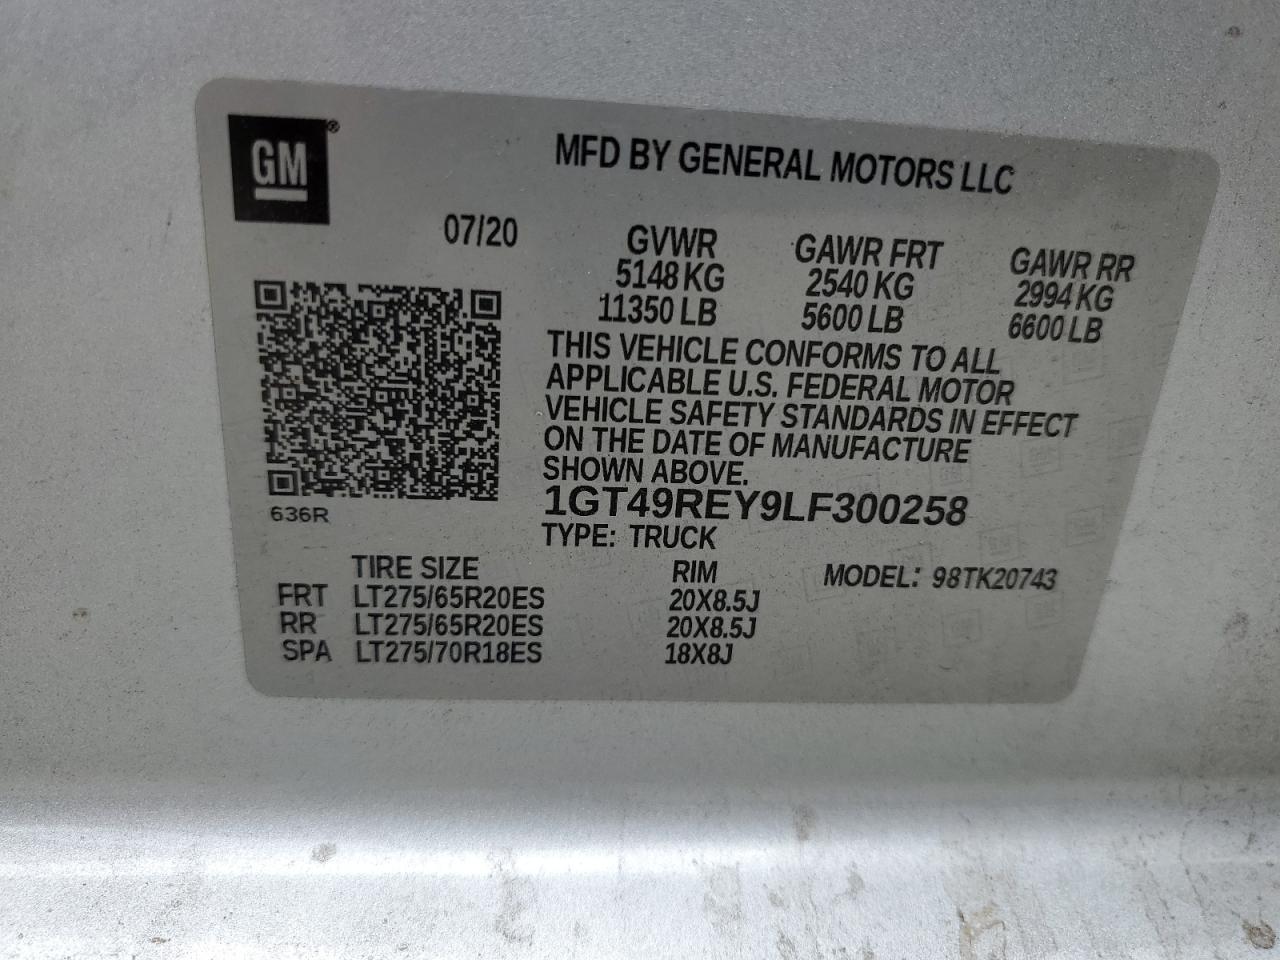 GM®
MFD BY GENERAL MOTORS LLC
07/20
GVWR GAWR FRT GAWR RR
5148 KG 2540 KG 2994 KG
11350 LB 5600 LB 6600 LB
THIS VEHICLE CONFORMS TO ALL
APPLICABLE U.S. FEDERAL MOTOR
VEHICLE SAFETY STANDARDS IN EFFECT
ON THE DATE OF MANUFACTURE
SHOWN ABOVE.
636R
1GT49REY9LF300258
TYPE: TRUCK
TIRE SIZE RIM MODEL: 98TK20743
FRT LT275/65R20ES 20X8.5J
RR LT275/65R20ES 20X8.5J
SPA LT275/70R18ES 18X8J